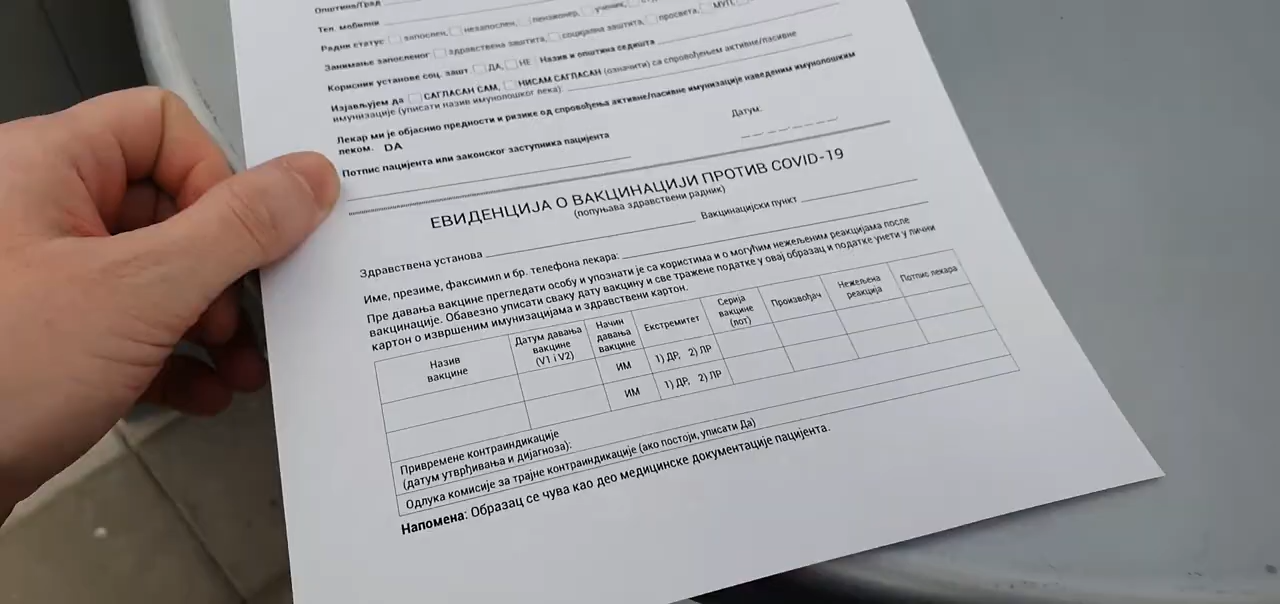 Општина/Град
Тел. мобилни
Радни статус запослен, незапослен, пензионер, ученик,
Занимање запосленог здравствена заштита, социјална заштита, просвета, МУП,
Корисник установе соц. зашт. ДА, НЕ Назив и општина седишта
Изјављујем да САГЛАСАН САМ, НИСАМ САГЛАСАН (означити) са спровођењем активне/пасивне
имунизације (уписати назив имунолошког лека):
Лекар ми је објаснио предности и ризике од спровођења активне/пасивне имунизације наведеним имунолошким
леком. DA
Датум:
Потпис пацијента или законског заступника пацијента
ЕВИДЕНЦИЈА О ВАКЦИНАЦИЈИ ПРОТИВ COVID-19
(попуњава здравствени радник)
Здравствена установа Вакцинацијски пункт
Име, презиме, факсимил и бр. телефона лекара:
Пре давања вакцине прегледати особу и упознати је са користима и о могућим нежељеним реакцијама после
вакцинације. Обавезно уписати сваку дату вакцину и све тражене податке у овај образац и податке унети у лични
картон о извршеним имунизацијама и здравствени картон.
Назив
вакцине
Датум давања
вакцине
(V1 i V2)
Начин
давања
вакцине
Екстремитет
Серија
вакцине
(лот)
Произвођач
Нежељена
реакција
Потпис лекара
ИМ 1) ДР, 2) ЛР
ИМ 1) ДР, 2) ЛР
Привремене контраиндикације
(датум утврђивања и дијагноза):
Одлука комисије за трајне контраиндикације (ако постоји, уписати Да)
Напомена: Образац се чува као део медицинске документације пацијента.